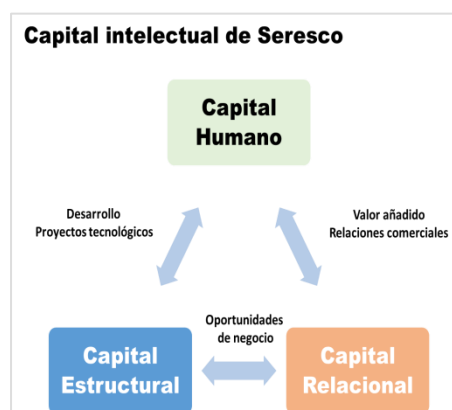 Capital intelectual de Seresco
Capital
Humano
Desarrollo
Proyectos tecnológicos
Valor añadido
Relaciones comerciales
Oportunidades
de negocio
Capital
Estructural
Capital
Relacional